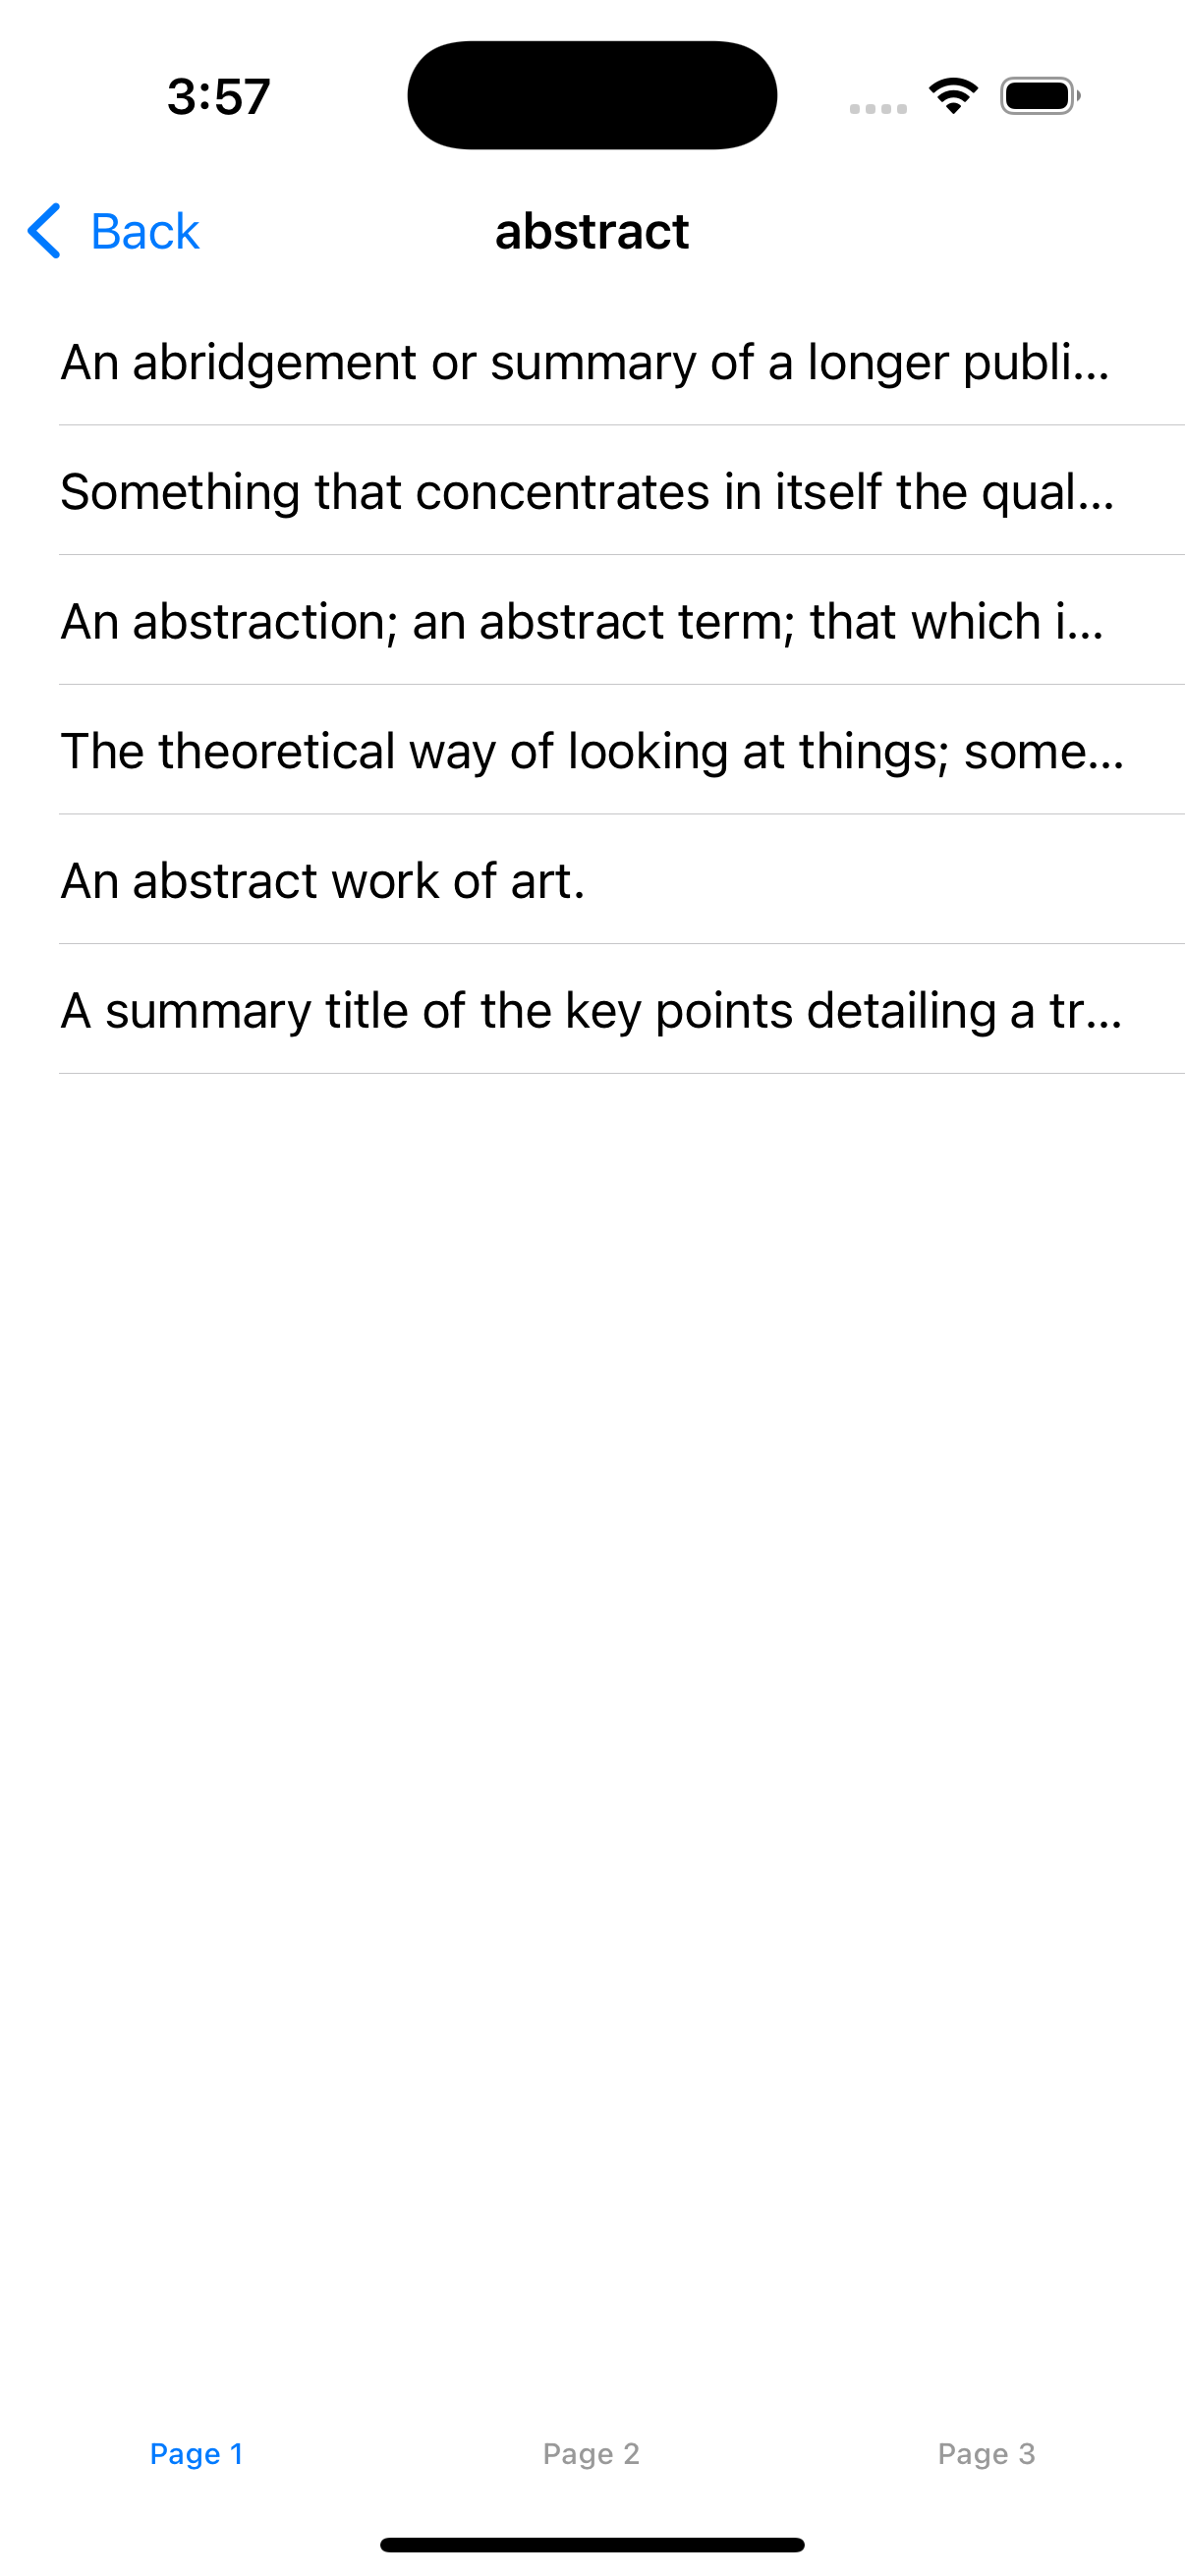 3:57
Back
abstract
An abridgement or summary of a longer publi...
Something that concentrates in itself the qual...
An abstraction; an abstract term; that which i...
The theoretical way of looking at things; some...
An abstract work of art.
A summary title of the key points detailing a tr...
Page 1
Page 2
Page 3